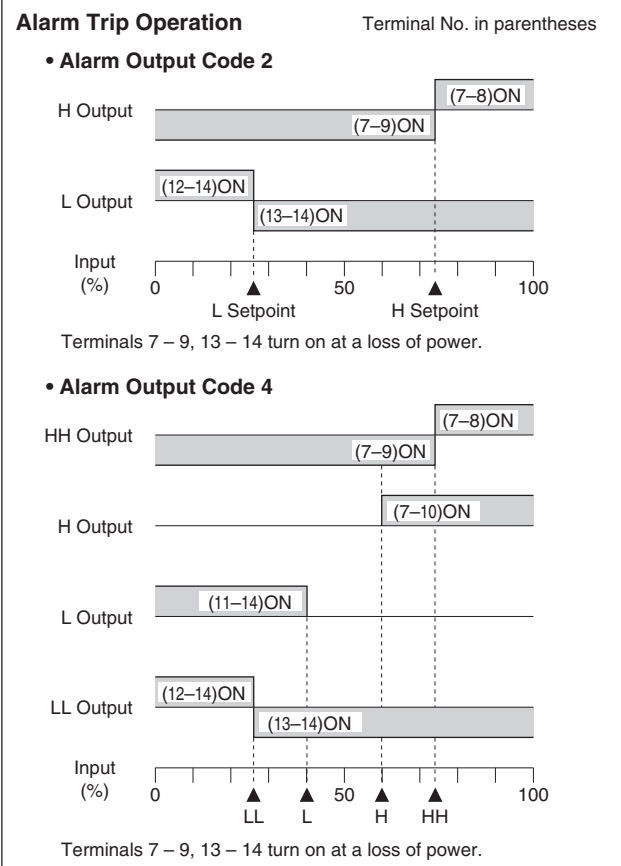 Alarm Trip Operation Terminal No. in parentheses
• Alarm Output Code 2
H Output
(7–8)ON
(7–9)ON
L Output
(12–14)ON
(13–14)ON
Input
(%)
0 50 100
L Setpoint H Setpoint
Terminals 7 – 9, 13 – 14 turn on at a loss of power.
• Alarm Output Code 4
HH Output
(7–8)ON
(7–9)ON
H Output
(7–10)ON
L Output
(11–14)ON
LL Output
(12–14)ON
(13–14)ON
Input
(%)
0 50 100
LL L H HH
Terminals 7 – 9, 13 – 14 turn on at a loss of power.